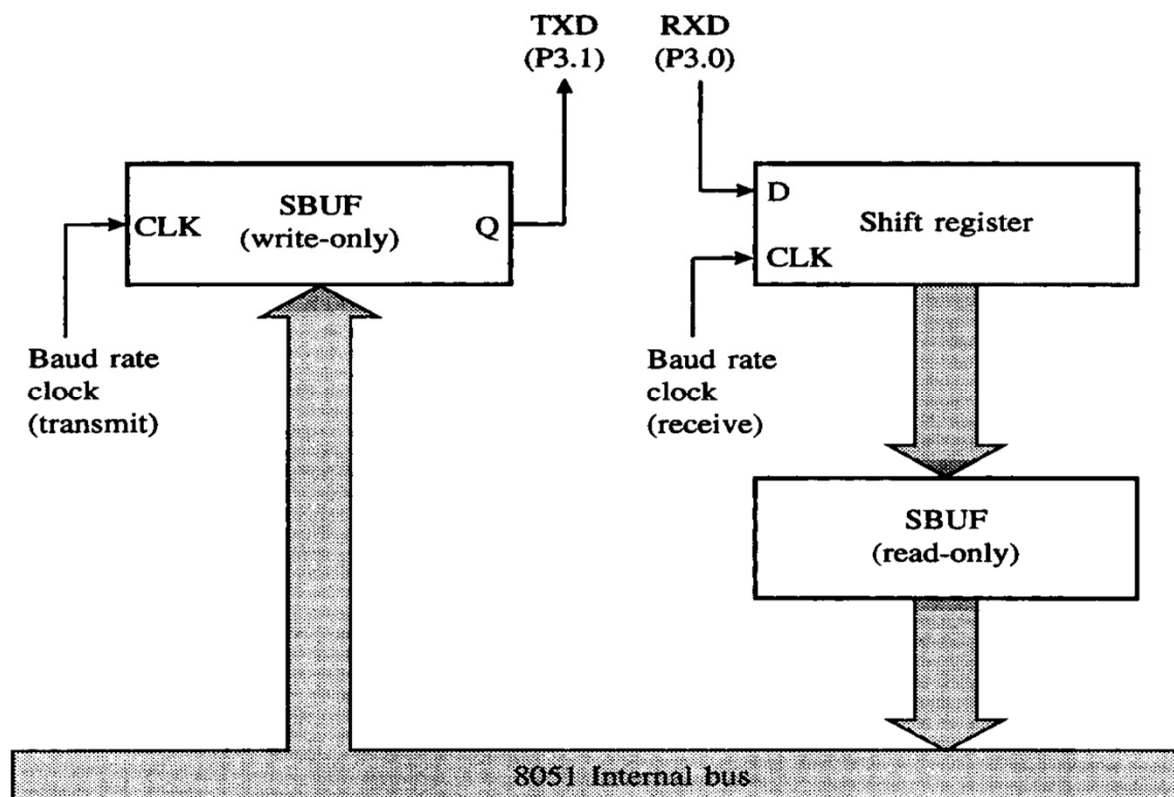 TXD
(P3.1)
RXD
(P3.0)
CLK
SBUF
(write-only)
Q
D
CLK
Shift register
Baud rate
clock
(transmit)
Baud rate
clock
(receive)
SBUF
(read-only)
8051 Internal bus